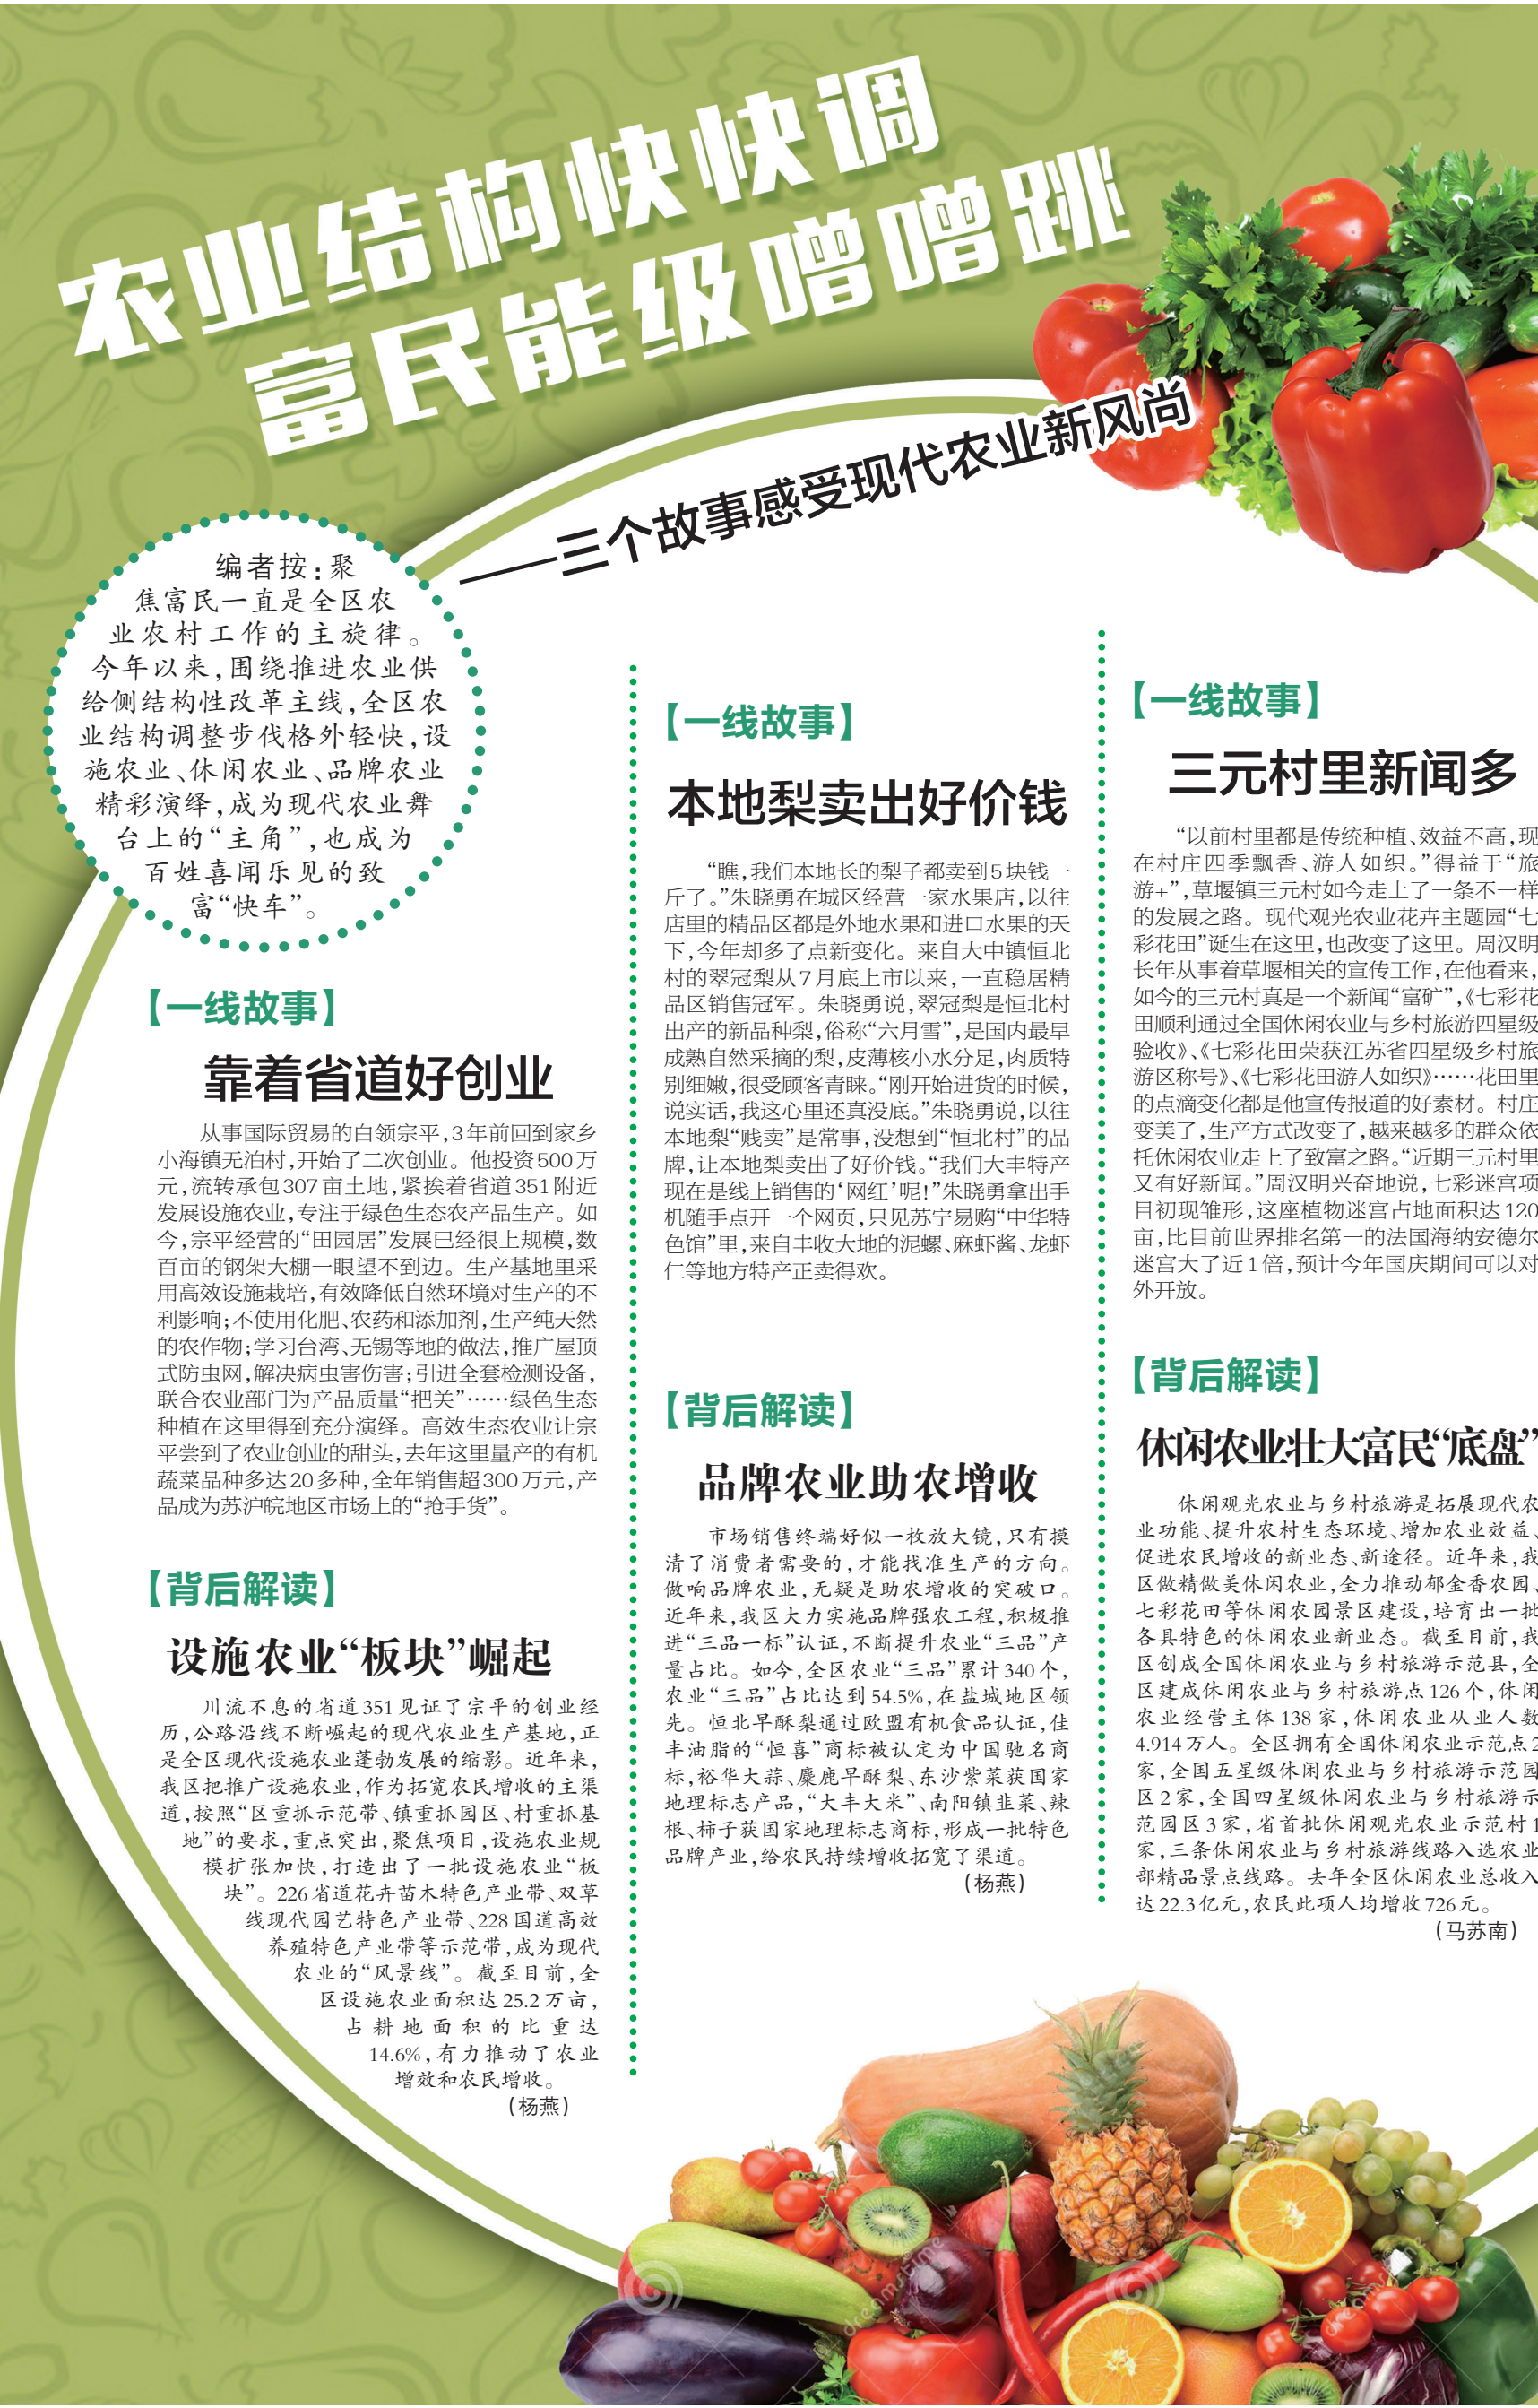 农业结构快快调
富民能级噌噌跳
——三个故事感受现代农业新风尚
编者按:聚
焦富民一直是全区农
业农村工作的主旋律。
今年以来,围绕推进农业供
给侧结构性改革主线,全区农
业结构调整步伐格外轻快,设
施农业、休闲农业、品牌农业
精彩演绎,成为现代农业舞
台上的“主角”,也成为
百姓喜闻乐见的致
富“快车”。
【一线故事】
靠着省道好创业
从事国际贸易的白领宗平,3年前回到家乡
小海镇无泊村,开始了二次创业。他投资500万
元,流转承包307亩土地,紧挨着省道351附近
发展设施农业,专注于绿色生态农产品生产。如
今,宗平经营的“田园居”发展已经很上规模,数
百亩的钢架大棚一眼望不到边。生产基地里采
用高效设施栽培,有效降低自然环境对生产的不
利影响;不使用化肥、农药和添加剂,生产纯天然
的农作物;学习台湾、无锡等地的做法,推广屋顶
式防虫网,解决病虫害伤害;引进全套检测设备,
联合农业部门为产品质量“把关”……绿色生态
种植在这里得到充分演绎。高效生态农业让宗
平尝到了农业创业的甜头,去年这里量产的有机
蔬菜品种多达20多种,全年销售超300万元,产
品成为苏沪皖地区市场上的“抢手货”。
【背后解读】
设施农业“板块”崛起
川流不息的省道351见证了宗平的创业经
历,公路沿线不断崛起的现代农业生产基地,正
是全区现代设施农业蓬勃发展的缩影。近年来,
我区把推广设施农业,作为拓宽农民增收的主渠
道,按照“区重抓示范带、镇重抓园区、村重抓基
地”的要求,重点突出,聚焦项目,设施农业规
模扩张加快,打造出了一批设施农业“板
块”。226省道花卉苗木特色产业带、双草
线现代园艺特色产业带、228国道高效
养殖特色产业带等示范带,成为现代
农业的“风景线”。截至目前,全
区设施农业面积达25.2万亩,
占耕地面积的比重达
14.6%,有力推动了农业
增效和农民增收。
(杨燕)
【一线故事】
本地梨卖出好价钱
“瞧,我们本地长的梨子都卖到5块钱一
斤了。”朱晓勇在城区经营一家水果店,以往
店里的精品区都是外地水果和进口水果的天
下,今年却多了点新变化。来自大中镇恒北
村的翠冠梨从7月底上市以来,一直稳居精
品区销售冠军。朱晓勇说,翠冠梨是恒北村
出产的新品种梨,俗称“六月雪”,是国内最早
成熟自然采摘的梨,皮薄核小水分足,肉质特
别细嫩,很受顾客青睐。“刚开始进货的时候,
说实话,我这心里还真没底。”朱晓勇说,以往
本地梨“贱卖”是常事,没想到“恒北村”的品
牌,让本地梨卖出了好价钱。“我们大丰特产
现在是线上销售的‘网红’呢!”朱晓勇拿出手
机随手点开一个网页,只见苏宁易购“中华特
色馆”里,来自丰收大地的泥螺、麻虾酱、龙虾
仁等地方特产正卖得欢。
【背后解读】
品牌农业助农增收
市场销售终端好似一枚放大镜,只有摸
清了消费者需要的,才能找准生产的方向。
做响品牌农业,无疑是助农增收的突破口。
近年来,我区大力实施品牌强农工程,积极推
进“三品一标”认证,不断提升农业“三品”产
量占比。如今,全区农业“三品”累计340个,
农业“三品”占比达到54.5%,在盐城地区领
先。恒北早酥梨通过欧盟有机食品认证,佳
丰油脂的“恒喜”商标被认定为中国驰名商
标,裕华大蒜、麋鹿早酥梨、东沙紫菜获国家
地理标志产品,“大丰大米”、南阳镇韭菜、辣
根、柿子获国家地理标志商标,形成一批特色
品牌产业,给农民持续增收拓宽了渠道。
(杨燕)
【一线故事】
三元村里新闻多
“以前村里都是传统种植、效益不高,现
在村庄四季飘香、游人如织。”得益于“旅
游+”,草堰镇三元村如今走上了一条不一样
的发展之路。现代观光农业花卉主题园“七
彩花田”诞生在这里,也改变了这里。周汉明
长年从事着草堰相关的宣传工作,在他看来,
如今的三元村真是一个新闻“富矿”,《七彩花
田顺利通过全国休闲农业与乡村旅游四星级
验收》、《七彩花田荣获江苏省四星级乡村旅
游区称号》、《七彩花田游人如织》……花田里
的点滴变化都是他宣传报道的好素材。村庄
变美了,生产方式改变了,越来越多的群众依
托休闲农业走上了致富之路。“近期三元村里
又有好新闻。”周汉明兴奋地说,七彩迷宫项
目初现雏形,这座植物迷宫占地面积达120
亩,比目前世界排名第一的法国海纳安德尔
迷宫大了近1倍,预计今年国庆期间可以对
外开放。
【背后解读】
休闲农业壮大富民“底盘”
休闲观光农业与乡村旅游是拓展现代农
业功能、提升农村生态环境、增加农业效益、
促进农民增收的新业态、新途径。近年来,我
区做精做美休闲农业,全力推动郁金香农园、
七彩花田等休闲农园景区建设,培育出一批
各具特色的休闲农业新业态。截至目前,我
区创成全国休闲农业与乡村旅游示范县,全
区建成休闲农业与乡村旅游点126个,休闲
农业经营主体138家,休闲农业从业人数
4.914万人。全区拥有全国休闲农业示范点2
家,全国五星级休闲农业与乡村旅游示范园
区2家,全国四星级休闲农业与乡村旅游示
范园区3家,省首批休闲观光农业示范村1
家,三条休闲农业与乡村旅游线路入选农业
部精品景点线路。去年全区休闲农业总收入
达22.3亿元,农民此项人均增收726元。
(马苏南)
dreamstime
dreamstime